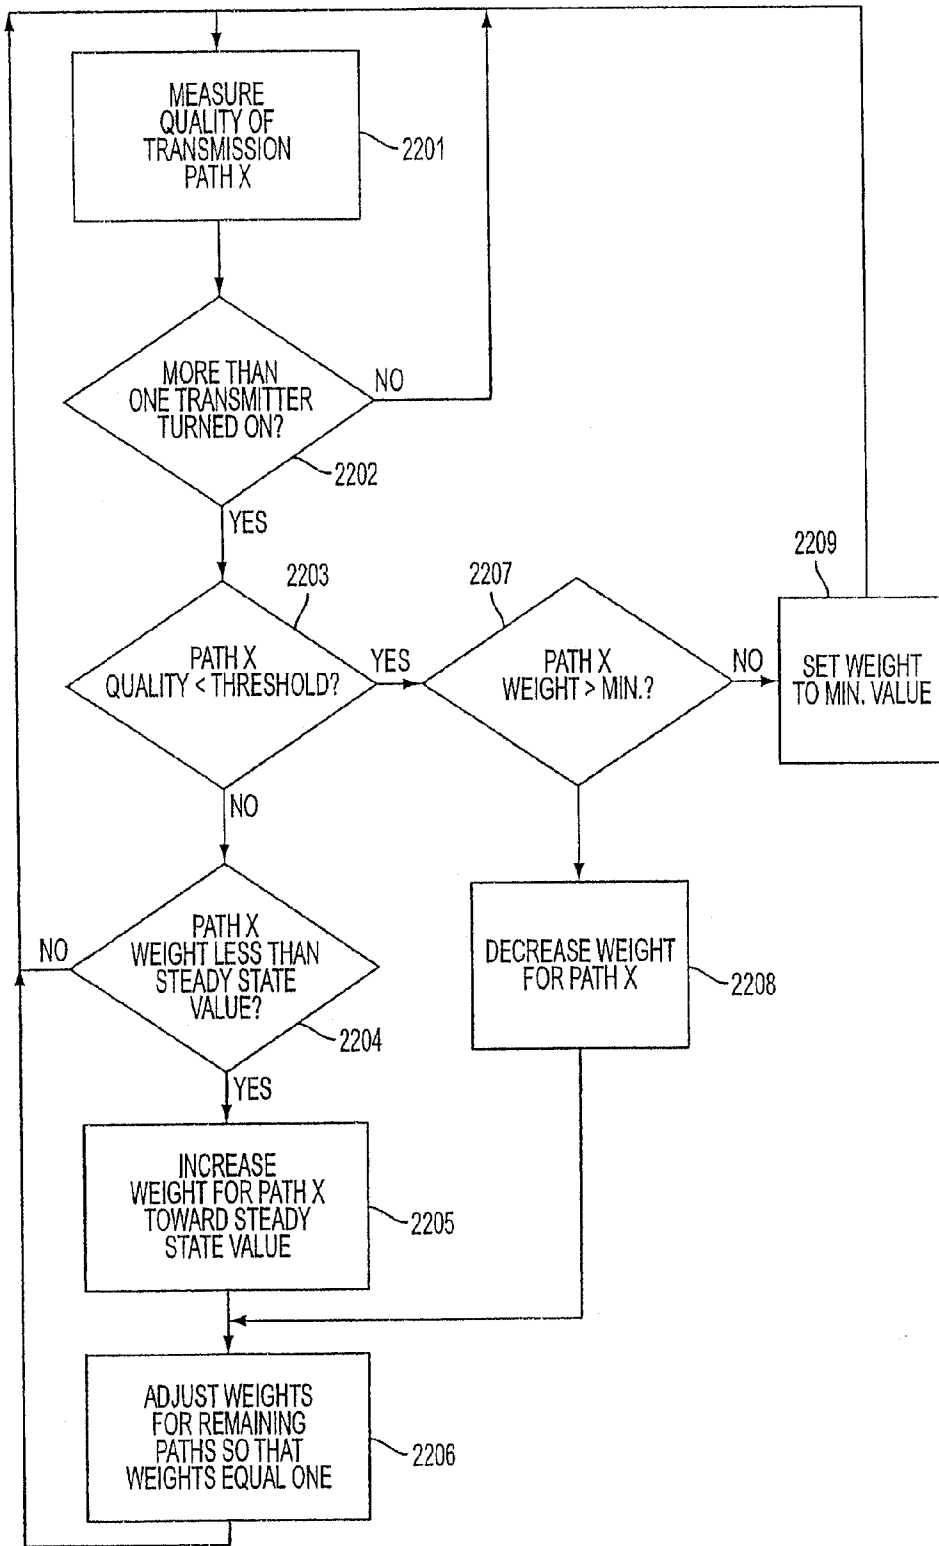 MEASURE
QUALITY OF
TRANSMISSION
PATH X
2201
MORE THAN
ONE TRANSMITTER
TURNED ON?
NO
2202
YES
2203
PATH X
QUALITY < THRESHOLD?
YES
2207
PATH X
WEIGHT > MIN.?
NO
2209
SET WEIGHT
TO MIN. VALUE
NO
PATH X
WEIGHT LESS THAN
STEADY STATE
VALUE?
NO
2204
YES
DECREASE WEIGHT
FOR PATH X
2208
INCREASE
WEIGHT FOR PATH X
TOWARD STEADY
STATE VALUE
2205
ADJUST WEIGHTS
FOR REMAINING
PATHS SO THAT
WEIGHTS EQUAL ONE
2206